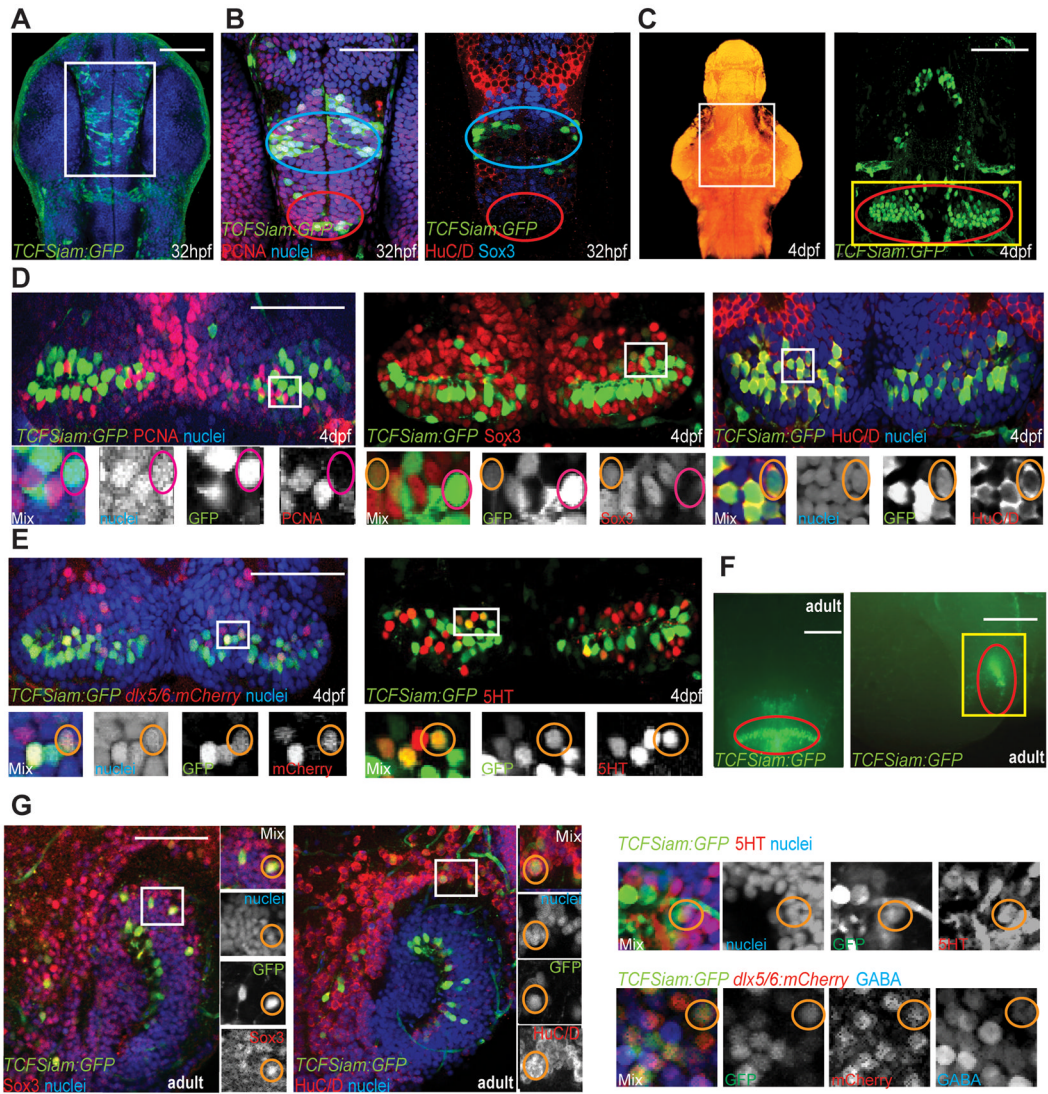 A
B
C
TCFSiam:GFP
32hpf
TCFSiam:GFP
PCNA nuclei
32hpf
TCFSiam:GFP
HuC/D Sox3
32hpf
4dpf
TCFSiam:GFP
4dpf
D
TCFSiam:GFP PCNA nuclei
4dpf
TCFSiam:GFP Sox3
4dpf
TCFSiam:GFP HuC/D nuclei
4dpf
Mix
nuclei
GFP
PCNA
Mix
GFP
Sox3
Mix
nuclei
GFP
HuC/D
E
TCFSiam:GFP dlx5/6:mCherry nuclei
4dpf
TCFSiam:GFP 5HT
4dpf
Mix
nuclei
GFP
mCherry
Mix
GFP
5HT
F
adult
TCFSiam:GFP
TCFSiam:GFP
adult
G
Mix
nuclei
GFP
Sox3
TCFSiam:GFP
Sox3 nuclei
adult
Mix
nuclei
GFP
HuC/D
TCFSiam:GFP
HuC/D nuclei
adult
TCFSiam:GFP 5HT nuclei
Mix
nuclei
GFP
5HT
TCFSiam:GFP dlx5/6:mCherry GABA
Mix
GFP
mCherry
GABA